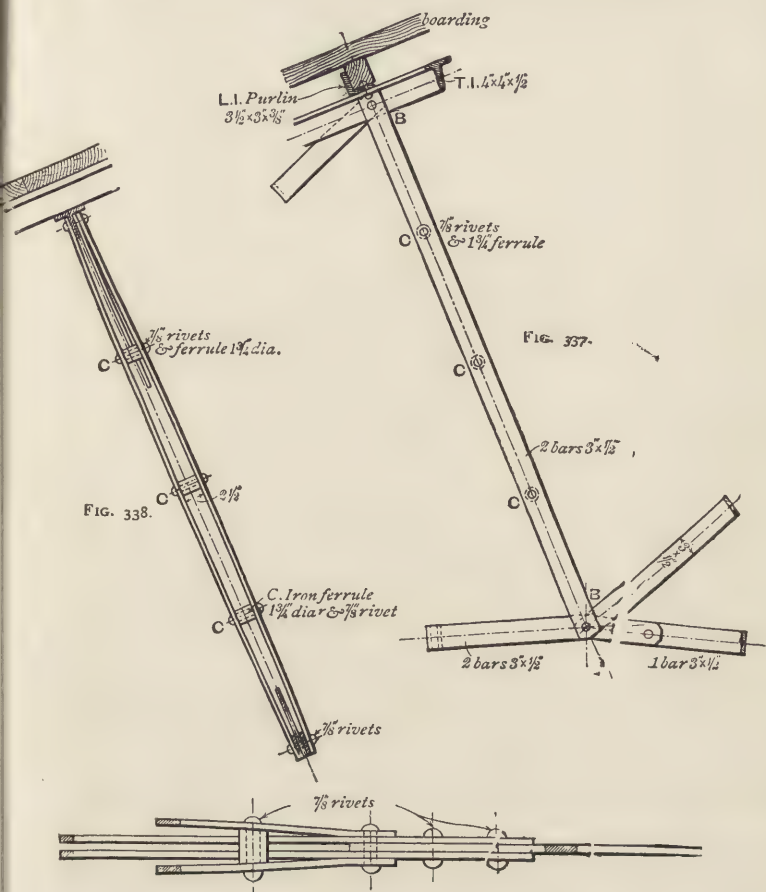 boarding
L.I. Purlin
3½"×3"×⅜"
T.I. 4"×4"×½"
B
C
⅞ rivets
& 1¾" ferrule
FIG. 337.
C
2 bars 3"×½"
C
B
2 bars 3"×½"
1 bar 3"×¼"
⅞" rivets
& ferrule 1¾ dia.
C
C
2½"
FIG. 338.
C. Iron ferrule
1¾" diar & ⅞" rivet
C
⅞" rivets
⅞" rivets